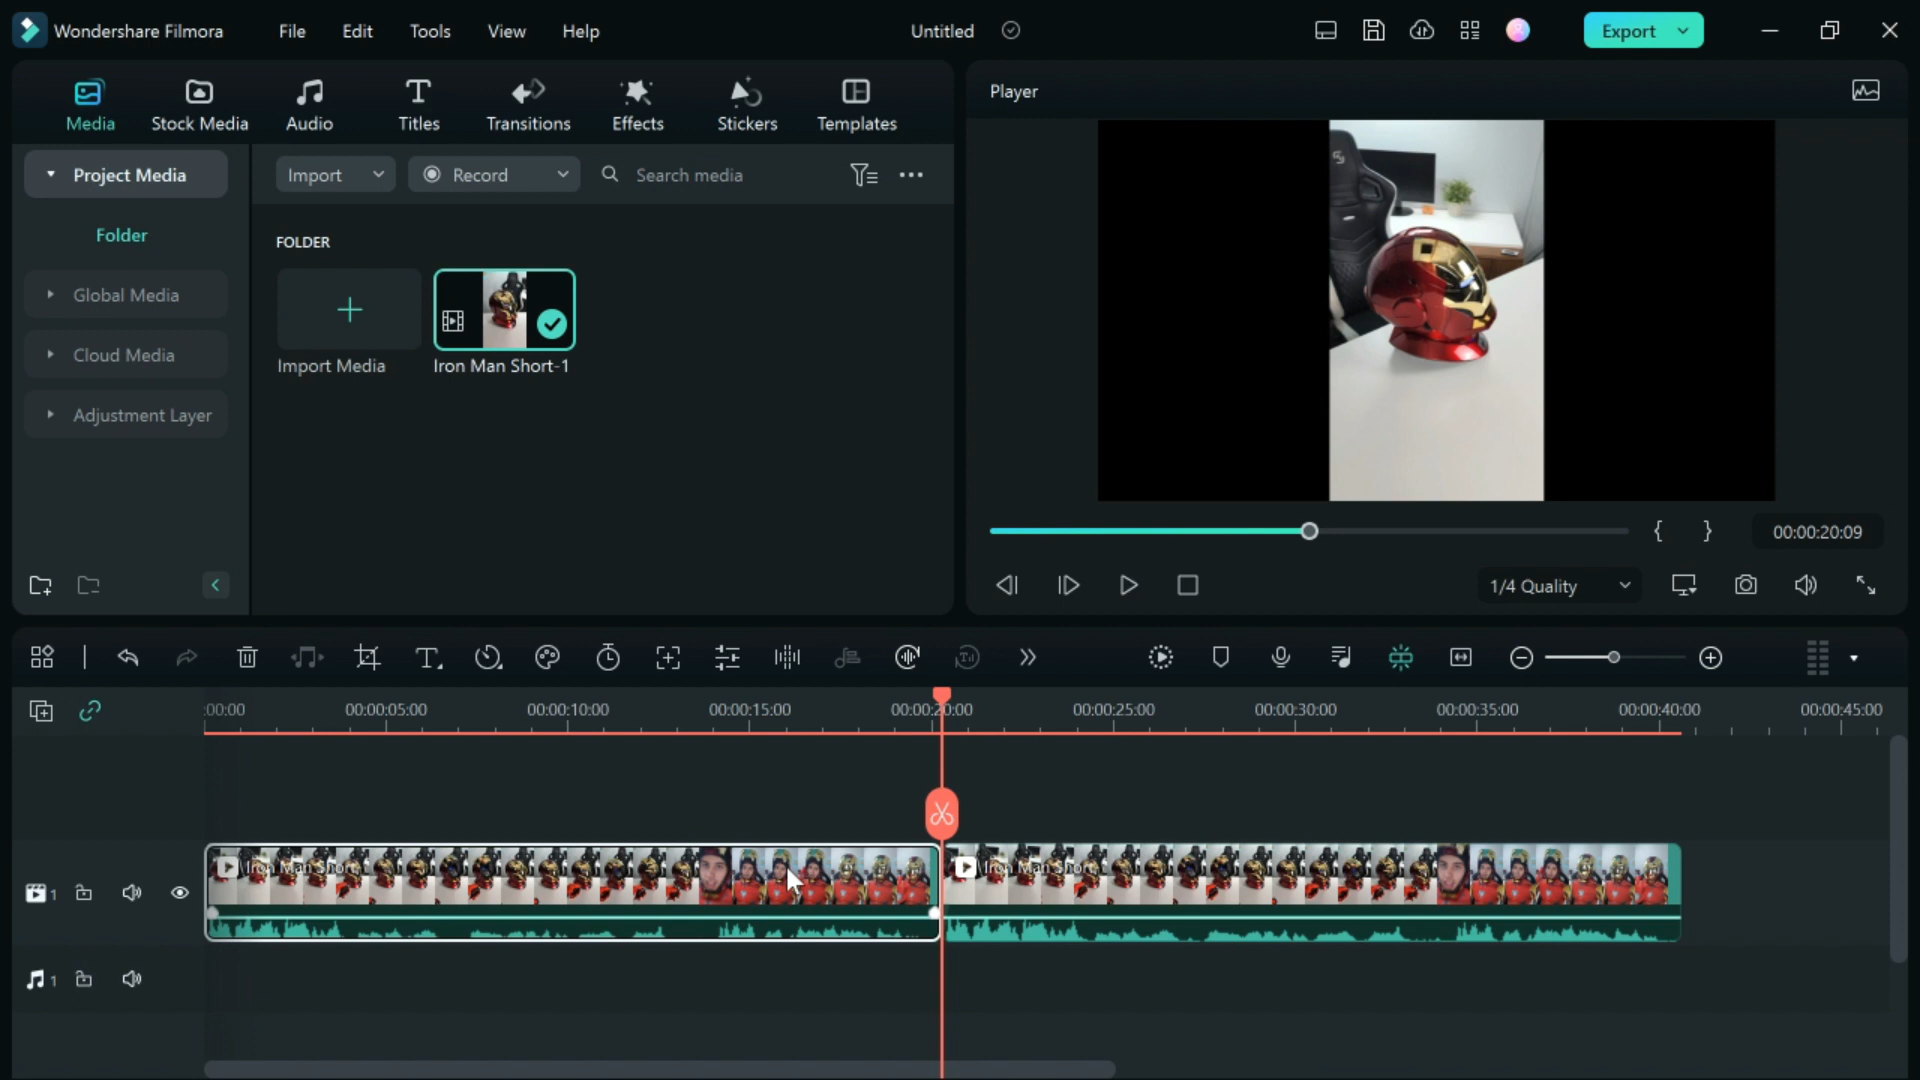 Wondershare Filmora
File
Edit
Tools
View
Help
Untitled
Export
Media
Stock Media
Audio
Titles
Transitions
Effects
Stickers
Templates
Player
Project Media
Import
Record
Search media
Folder
FOLDER
Global Media
Cloud Media
Adjustment Layer
Import Media
Iron Man Short-1
00:00:20:09
1/4 Quality
:00:00
00:00:05:00
00:00:10:00
00:00:15:00
00:00:20:00
00:00:25:00
00:00:30:00
00:00:35:00
00:00:40:00
00:00:45:00
Iron Man Short
Iron Man Short
1
1